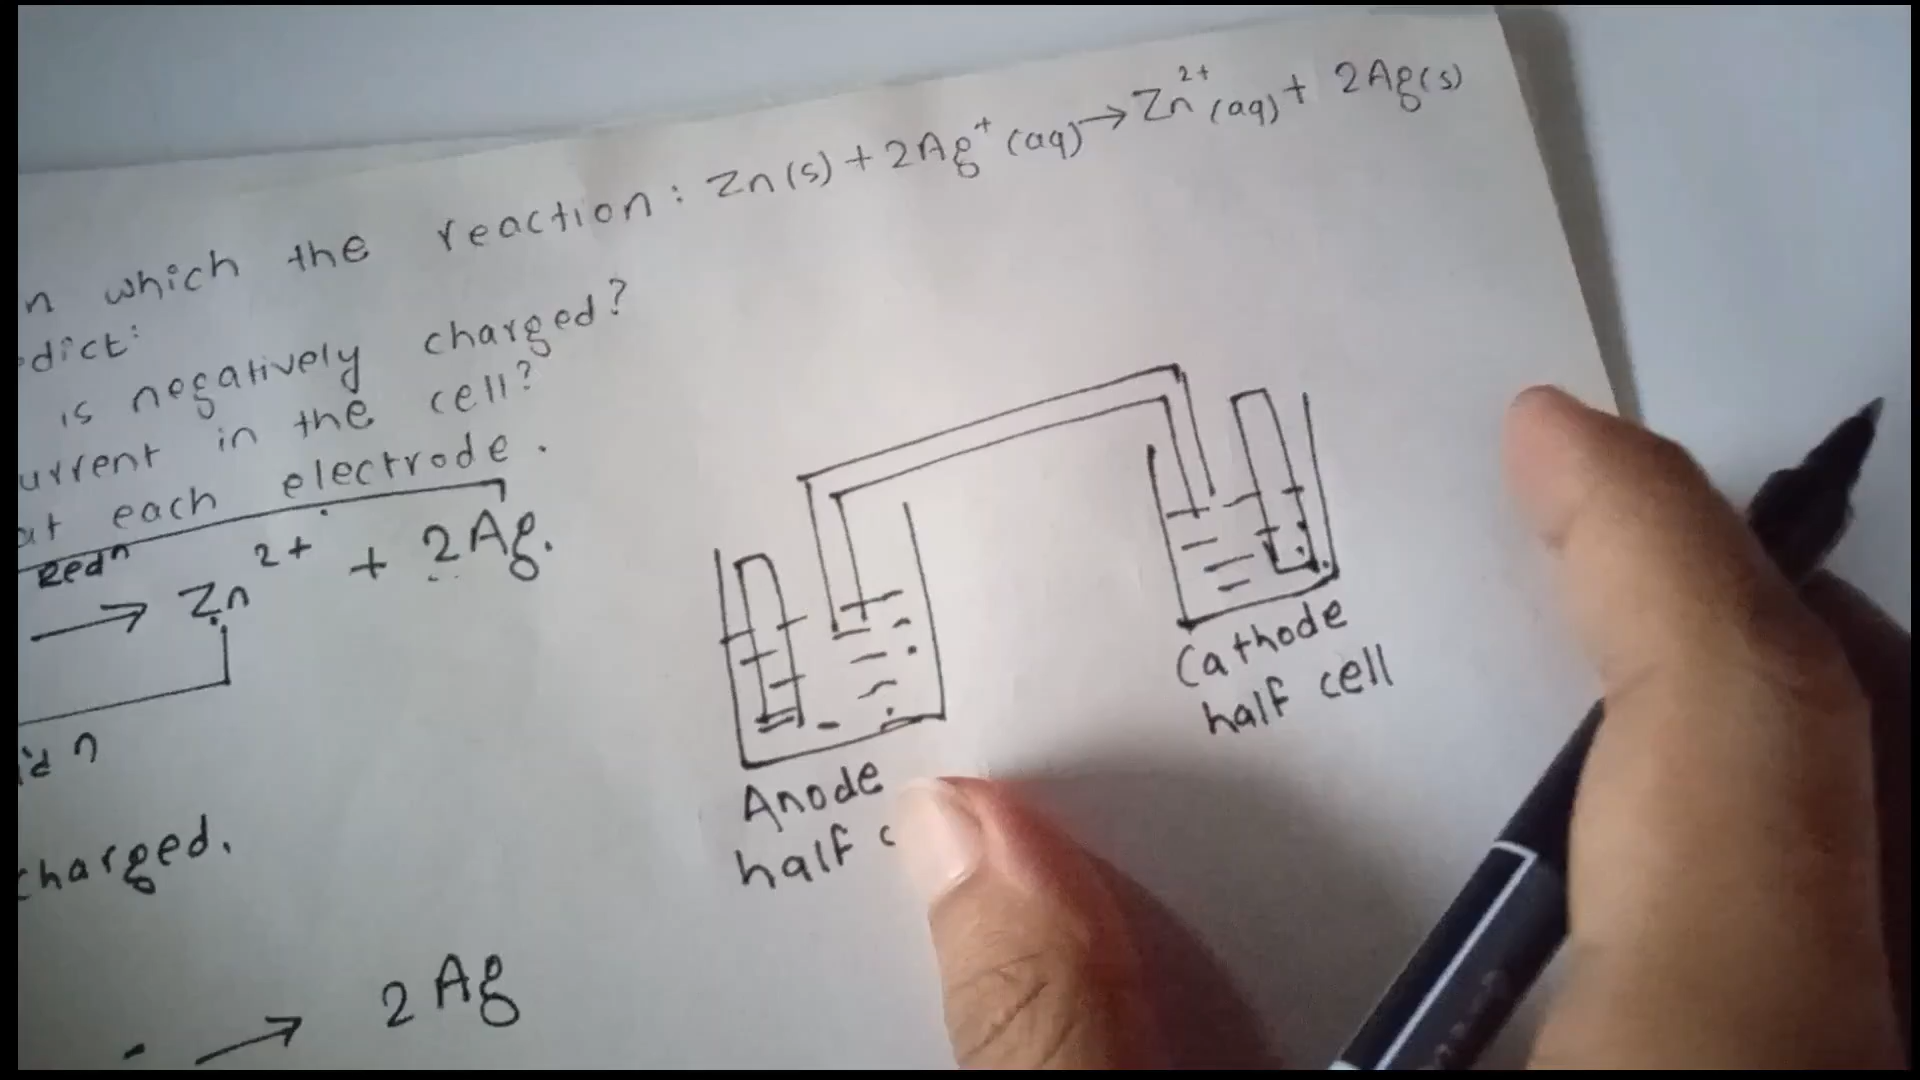 n which the reaction: Zn(s) + 2Ag⁺(aq) → Zn²⁺(aq) + 2Ag(s)
dict:
is negatively charged?
urrent in the cell?
at each electrode.
Redⁿ
→ Zn²⁺ + 2Ag.
charged.
→ 2Ag
Anode
half c
Cathode
half cell